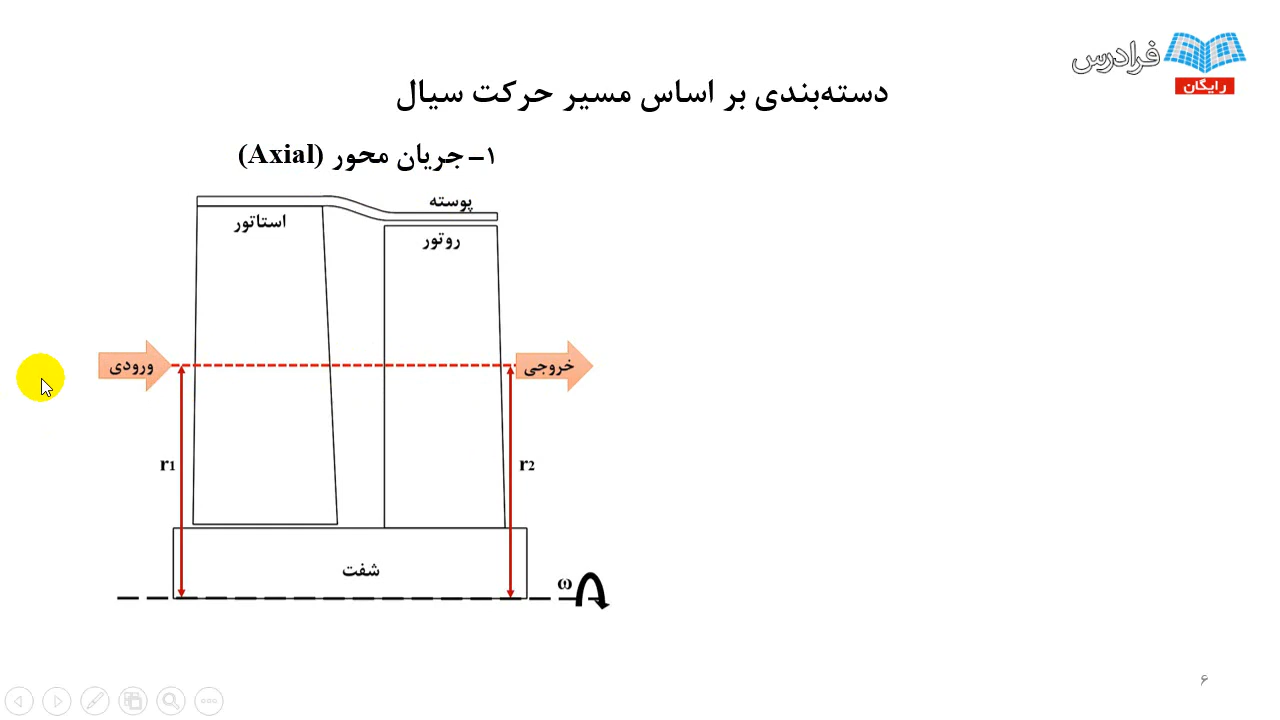 فرادرس
رایگان
دسته‌بندی بر اساس مسیر حرکت سیال
۱- جریان محور (Axial)
پوسته
استاتور
روتور
ورودی
خروجی
r1
r2
شفت
ω
۶